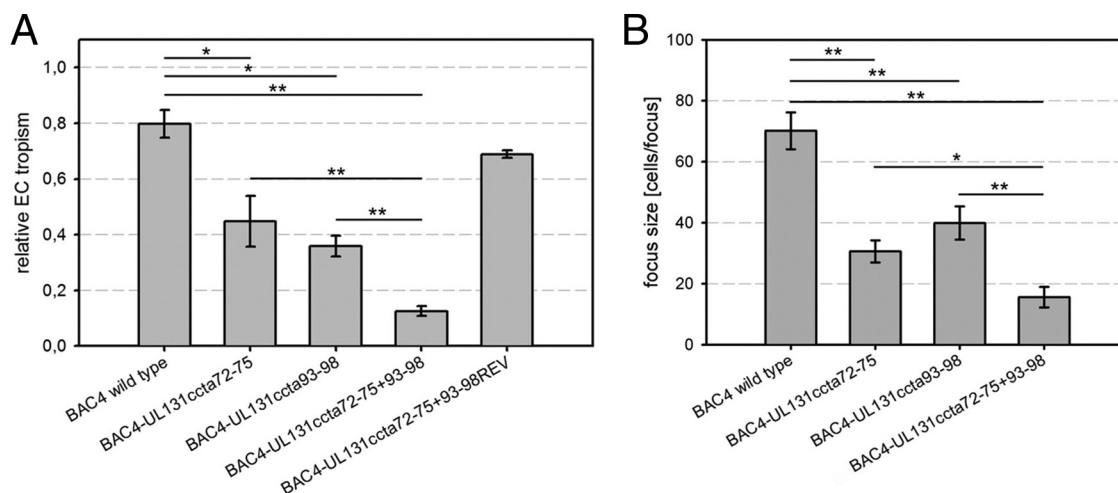 A
relative EC tropism
1,0
0,8
0,6
0,4
0,2
0,0
*
*
**
**
**
BAC4 wild type
BAC4-UL131ccta72-75
BAC4-UL131ccta93-98
BAC4-UL131ccta72-75+93-98
BAC4-UL131ccta72-75+93-98REV
B
focus size [cells/focus]
100
80
60
40
20
0
**
**
**
*
**
BAC4 wild type
BAC4-UL131ccta72-75
BAC4-UL131ccta93-98
BAC4-UL131ccta72-75+93-98